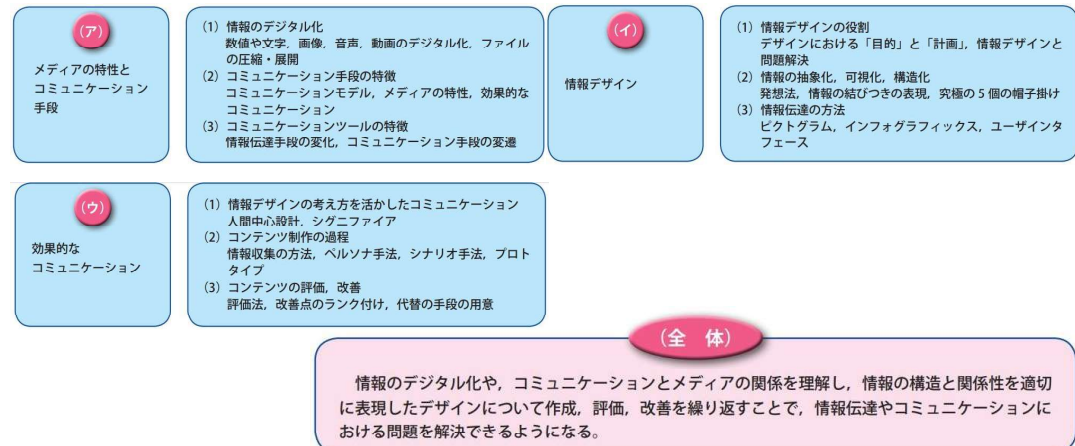 (ア)
メディアの特性と
コミュニケーション
手段
(1) 情報のデジタル化
数値や文字,画像,音声,動画のデジタル化,ファイル
の圧縮・展開
(2) コミュニケーション手段の特徴
コミュニケーションモデル,メディアの特性,効果的な
コミュニケーション
(3) コミュニケーションツールの特徴
情報伝達手段の変化,コミュニケーション手段の変遷
(イ)
情報デザイン
(1) 情報デザインの役割
デザインにおける「目的」と「計画」,情報デザインと
問題解決
(2) 情報の抽象化,可視化,構造化
発想法,情報の結びつきの表現,究極の5個の帽子掛け
(3) 情報伝達の方法
ピクトグラム,インフォグラフィックス,ユーザインタ
フェース
(ウ)
効果的な
コミュニケーション
(1) 情報デザインの考え方を活かしたコミュニケーション
人間中心設計,シグニファイア
(2) コンテンツ制作の過程
情報収集の方法,ペルソナ手法,シナリオ手法,プロト
タイプ
(3) コンテンツの評価,改善
評価法,改善点のランク付け,代替の手段の用意
(全 体)
情報のデジタル化や,コミュニケーションとメディアの関係を理解し,情報の構造と関係性を適切
に表現したデザインについて作成,評価,改善を繰り返すことで,情報伝達やコミュニケーションに
おける問題を解決できるようになる。